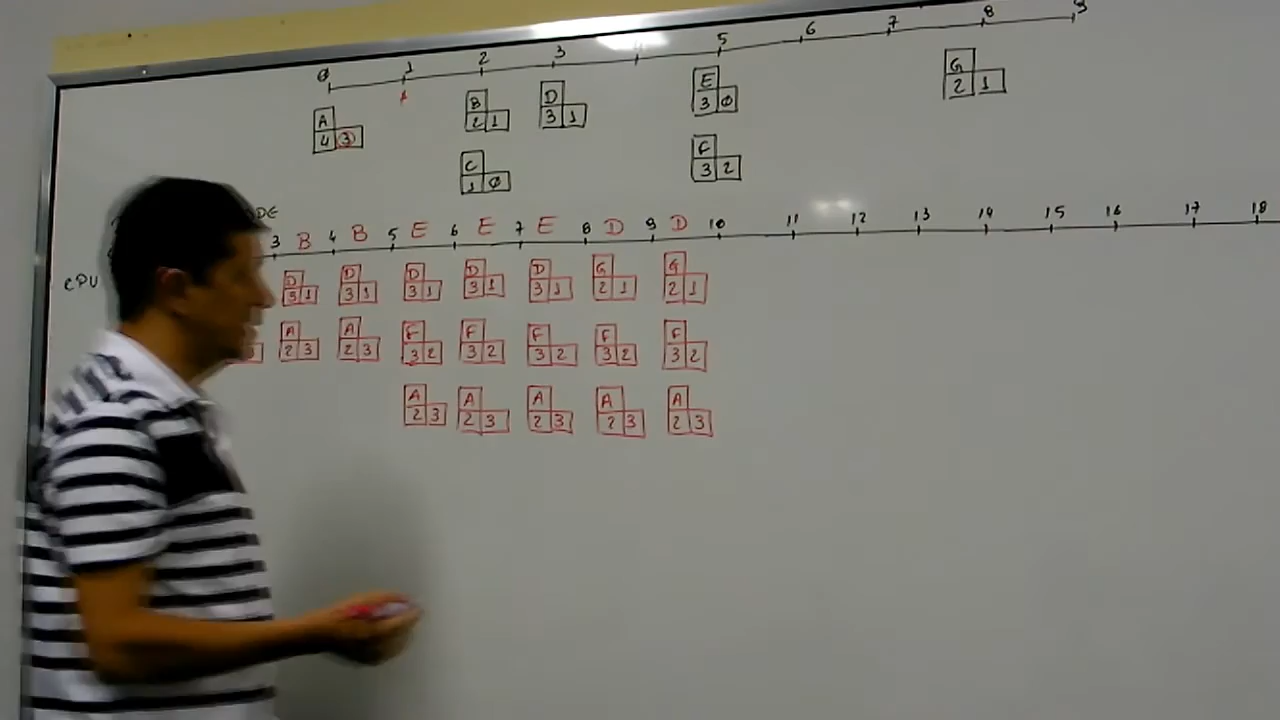 0 1 2 3 4 5 6 7 8 9
A B D E G
4 3 2 1 3 1 3 0 2 1
C F
1 0 3 2
DE
3 B 4 B 5 E 6 E 7 E 8 D 9 D 10 11 12 13 14 15 16 17 18
CPU
D D D D D G G
3 1 3 1 3 1 3 1 3 1 2 1 2 1
A A F F F F F
2 3 2 3 3 2 3 2 3 2 3 2 3 2
A A A A A
2 3 2 3 2 3 2 3 2 3